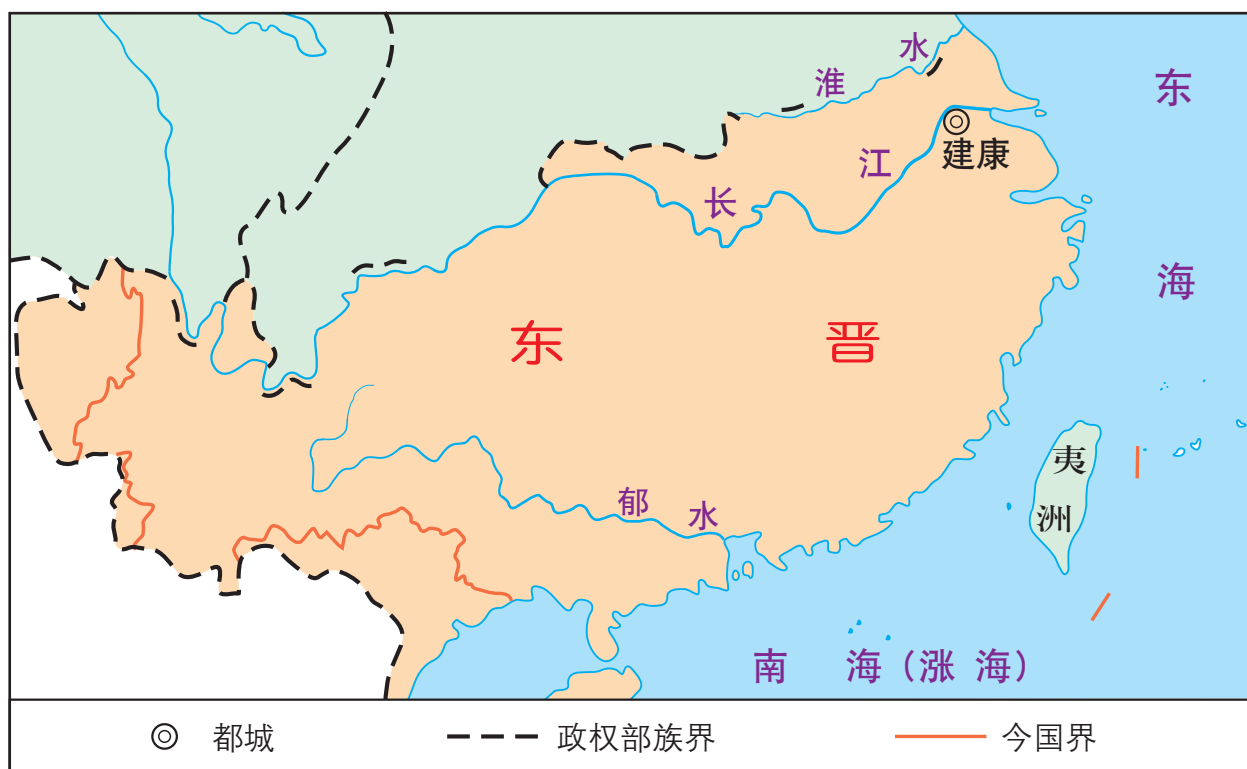 淮水
东海
长江
建康
东晋
夷洲
郁水
南海（涨海）
都城
政权部族界
今国界